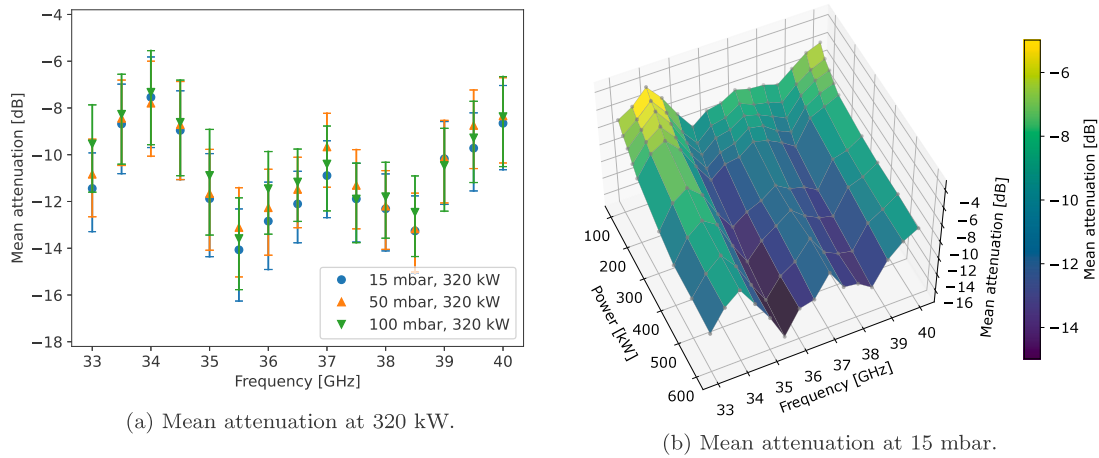 −4
−6
−8
−10
−12
−14
−16
−18
Mean attenuation [dB]
33 34 35 36 37 38 39 40
Frequency [GHz]
15 mbar, 320 kW
50 mbar, 320 kW
100 mbar, 320 kW
(a) Mean attenuation at 320 kW.
100
200
300
400
500
600
Power [kW]
33 34 35 36 37 38 39 40
Frequency [GHz]
−4
−6
−8
−10
−12
−14
−16
Mean attenuation [dB]
−6
−8
−10
−12
−14
Mean attenuation [dB]
(b) Mean attenuation at 15 mbar.